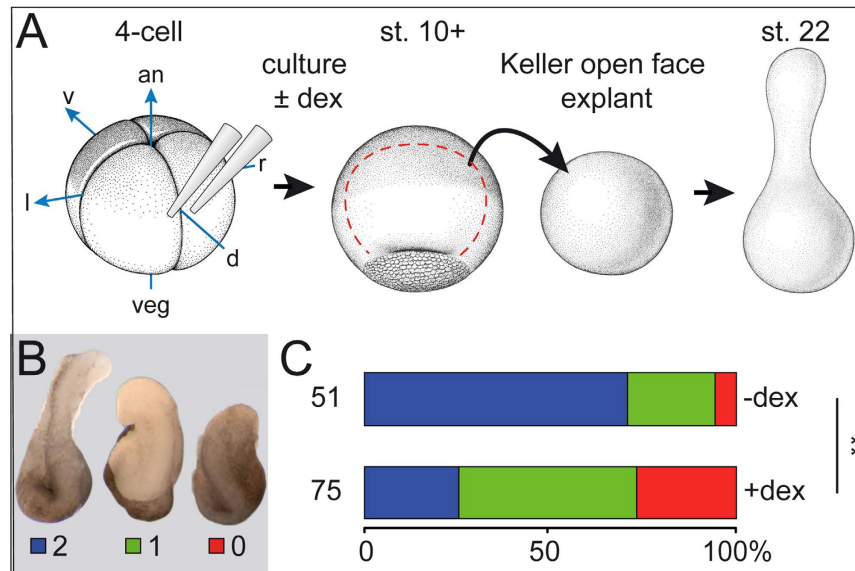 A
4-cell
st. 10+
st. 22
culture
± dex
Keller open face
explant
an
v
r
l
d
veg
B
2
1
0
C
51
-dex
75
+dex
**
0
50
100%